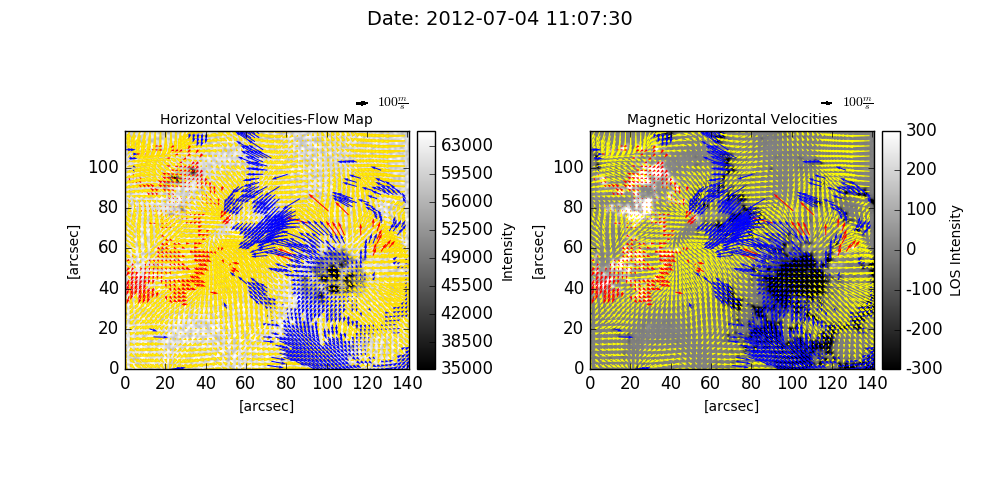 Date: 2012-07-04 11:07:30
100 m/s
Horizontal Velocities-Flow Map
[arcsec]
100
80
60
40
20
0
0 20 40 60 80 100 120 140
[arcsec]
63000
59500
56000
52500
49000
45500
42000
38500
35000
Intensity
100 m/s
Magnetic Horizontal Velocities
[arcsec]
100
80
60
40
20
0
0 20 40 60 80 100 120 140
[arcsec]
300
200
100
0
-100
-200
-300
LOS Intensity